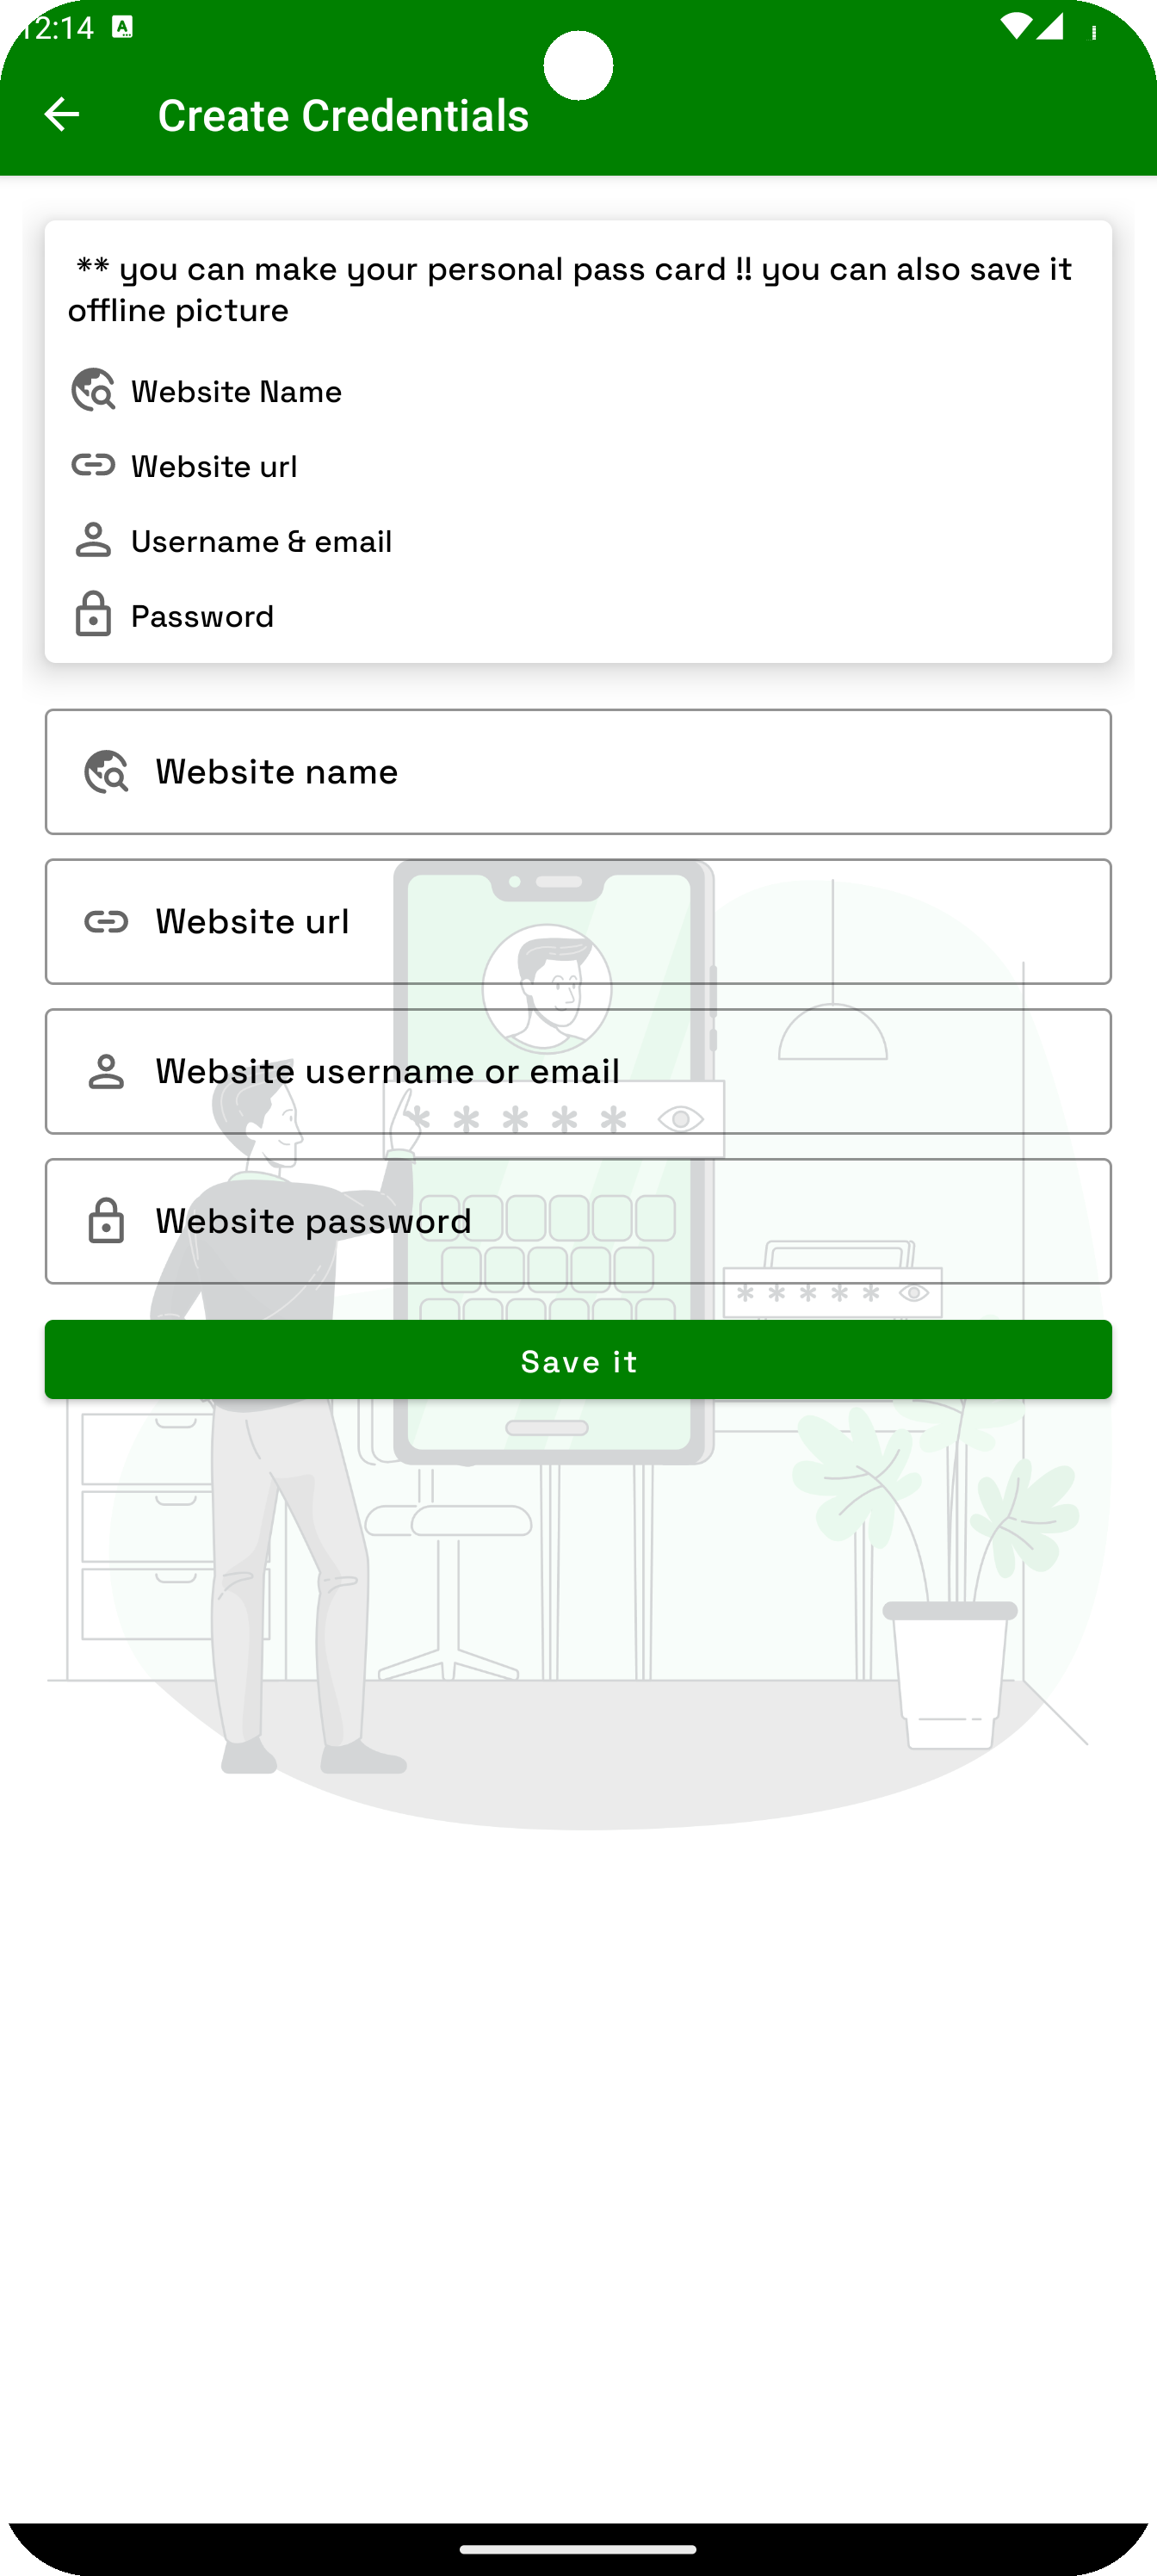 12:14
Create Credentials
** you can make your personal pass card !! you can also save it
offline picture
Website Name
Website url
Username & email
Password
Website name
Website url
Website username or email
* * * * *
Website password
* * * * *
Save it